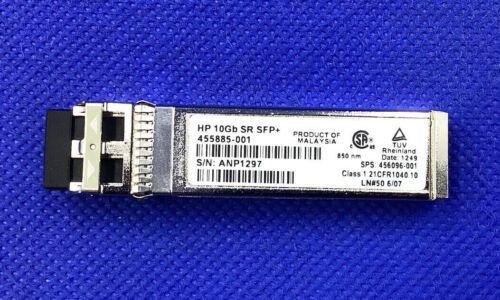 HP 10Gb SR SFP+
455885-001
S/N: ANP1297
PRODUCT OF
MALAYSIA
850 nm
TUV
Rheinland
Date: 1249
SPS: 456096-001
Class 1 21CFR1040.10
LN#50 6/07